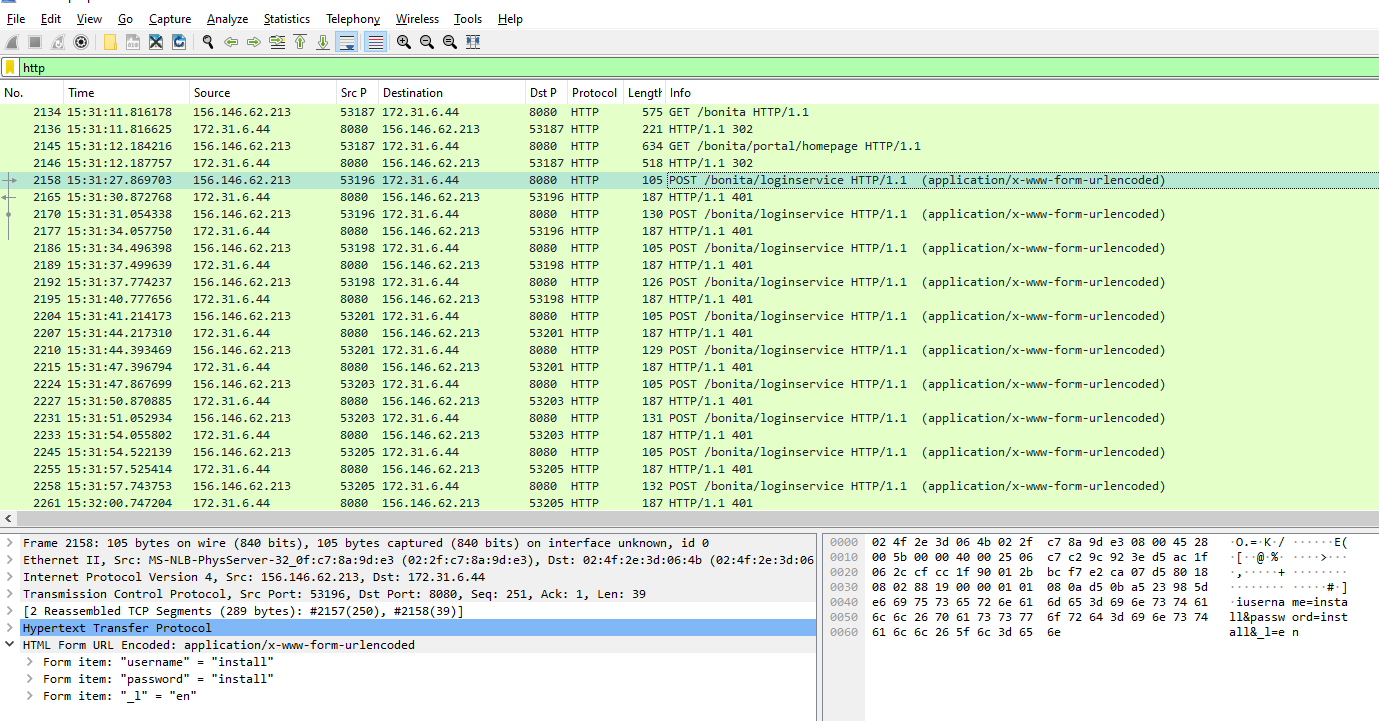 File Edit View Go Capture Analyze Statistics Telephony Wireless Tools Help
http
No. Time Source Src P Destination Dst P Protocol Length Info
2134 15:31:11.816178 156.146.62.213 53187 172.31.6.44 8080 HTTP 575 GET /bonita HTTP/1.1
2136 15:31:11.816625 172.31.6.44 8080 156.146.62.213 53187 HTTP 221 HTTP/1.1 302
2145 15:31:12.184216 156.146.62.213 53187 172.31.6.44 8080 HTTP 634 GET /bonita/portal/homepage HTTP/1.1
2146 15:31:12.187757 172.31.6.44 8080 156.146.62.213 53187 HTTP 518 HTTP/1.1 302
2158 15:31:27.869703 156.146.62.213 53196 172.31.6.44 8080 HTTP 105 POST /bonita/loginservice HTTP/1.1 (application/x-www-form-urlencoded)
2165 15:31:30.872768 172.31.6.44 8080 156.146.62.213 53196 HTTP 187 HTTP/1.1 401
2170 15:31:31.054338 156.146.62.213 53196 172.31.6.44 8080 HTTP 130 POST /bonita/loginservice HTTP/1.1 (application/x-www-form-urlencoded)
2177 15:31:34.057750 172.31.6.44 8080 156.146.62.213 53196 HTTP 187 HTTP/1.1 401
2186 15:31:34.496398 156.146.62.213 53198 172.31.6.44 8080 HTTP 105 POST /bonita/loginservice HTTP/1.1 (application/x-www-form-urlencoded)
2189 15:31:37.499639 172.31.6.44 8080 156.146.62.213 53198 HTTP 187 HTTP/1.1 401
2192 15:31:37.774237 156.146.62.213 53198 172.31.6.44 8080 HTTP 126 POST /bonita/loginservice HTTP/1.1 (application/x-www-form-urlencoded)
2195 15:31:40.777656 172.31.6.44 8080 156.146.62.213 53198 HTTP 187 HTTP/1.1 401
2204 15:31:41.214173 156.146.62.213 53201 172.31.6.44 8080 HTTP 105 POST /bonita/loginservice HTTP/1.1 (application/x-www-form-urlencoded)
2207 15:31:44.217310 172.31.6.44 8080 156.146.62.213 53201 HTTP 187 HTTP/1.1 401
2210 15:31:44.393469 156.146.62.213 53201 172.31.6.44 8080 HTTP 129 POST /bonita/loginservice HTTP/1.1 (application/x-www-form-urlencoded)
2215 15:31:47.396794 172.31.6.44 8080 156.146.62.213 53201 HTTP 187 HTTP/1.1 401
2224 15:31:47.867699 156.146.62.213 53203 172.31.6.44 8080 HTTP 105 POST /bonita/loginservice HTTP/1.1 (application/x-www-form-urlencoded)
2227 15:31:50.870885 172.31.6.44 8080 156.146.62.213 53203 HTTP 187 HTTP/1.1 401
2231 15:31:51.052934 156.146.62.213 53203 172.31.6.44 8080 HTTP 131 POST /bonita/loginservice HTTP/1.1 (application/x-www-form-urlencoded)
2233 15:31:54.055802 172.31.6.44 8080 156.146.62.213 53203 HTTP 187 HTTP/1.1 401
2245 15:31:54.522139 156.146.62.213 53205 172.31.6.44 8080 HTTP 105 POST /bonita/loginservice HTTP/1.1 (application/x-www-form-urlencoded)
2255 15:31:57.525414 172.31.6.44 8080 156.146.62.213 53205 HTTP 187 HTTP/1.1 401
2258 15:31:57.743753 156.146.62.213 53205 172.31.6.44 8080 HTTP 132 POST /bonita/loginservice HTTP/1.1 (application/x-www-form-urlencoded)
2261 15:32:00.747204 172.31.6.44 8080 156.146.62.213 53205 HTTP 187 HTTP/1.1 401
Frame 2158: 105 bytes on wire (840 bits), 105 bytes captured (840 bits) on interface unknown, id 0
Ethernet II, Src: MS-NLB-PhysServer-32_0f:c7:8a:9d:e3 (02:2f:c7:8a:9d:e3), Dst: 02:4f:2e:3d:06:4b (02:4f:2e:3d:06
Internet Protocol Version 4, Src: 156.146.62.213, Dst: 172.31.6.44
Transmission Control Protocol, Src Port: 53196, Dst Port: 8080, Seq: 251, Ack: 1, Len: 39
[2 Reassembled TCP Segments (289 bytes): #2157(250), #2158(39)]
Hypertext Transfer Protocol
HTML Form URL Encoded: application/x-www-form-urlencoded
Form item: "username" = "install"
Form item: "password" = "install"
Form item: "_l" = "en"
0000 02 4f 2e 3d 06 4b 02 2f c7 8a 9d e3 08 00 45 28 ·O.=·K·/ ······E(
0010 00 5b 00 00 40 00 25 06 c7 c2 9c 92 3e d5 ac 1f ·[··@·%· ····>···
0020 06 2c cf cc 1f 90 01 2b bc f7 e2 ca 07 d5 80 18 ·,·····+ ········
0030 08 02 88 19 00 00 01 01 08 0a d5 0b a5 23 98 5d ········ ·····#·]
0040 e6 69 75 73 65 72 6e 61 6d 65 3d 69 6e 73 74 61 ·iuserna me=insta
0050 6c 6c 26 70 61 73 73 77 6f 72 64 3d 69 6e 73 74 ll&passw ord=inst
0060 61 6c 6c 26 5f 6c 3d 65 6e all&_l=e n